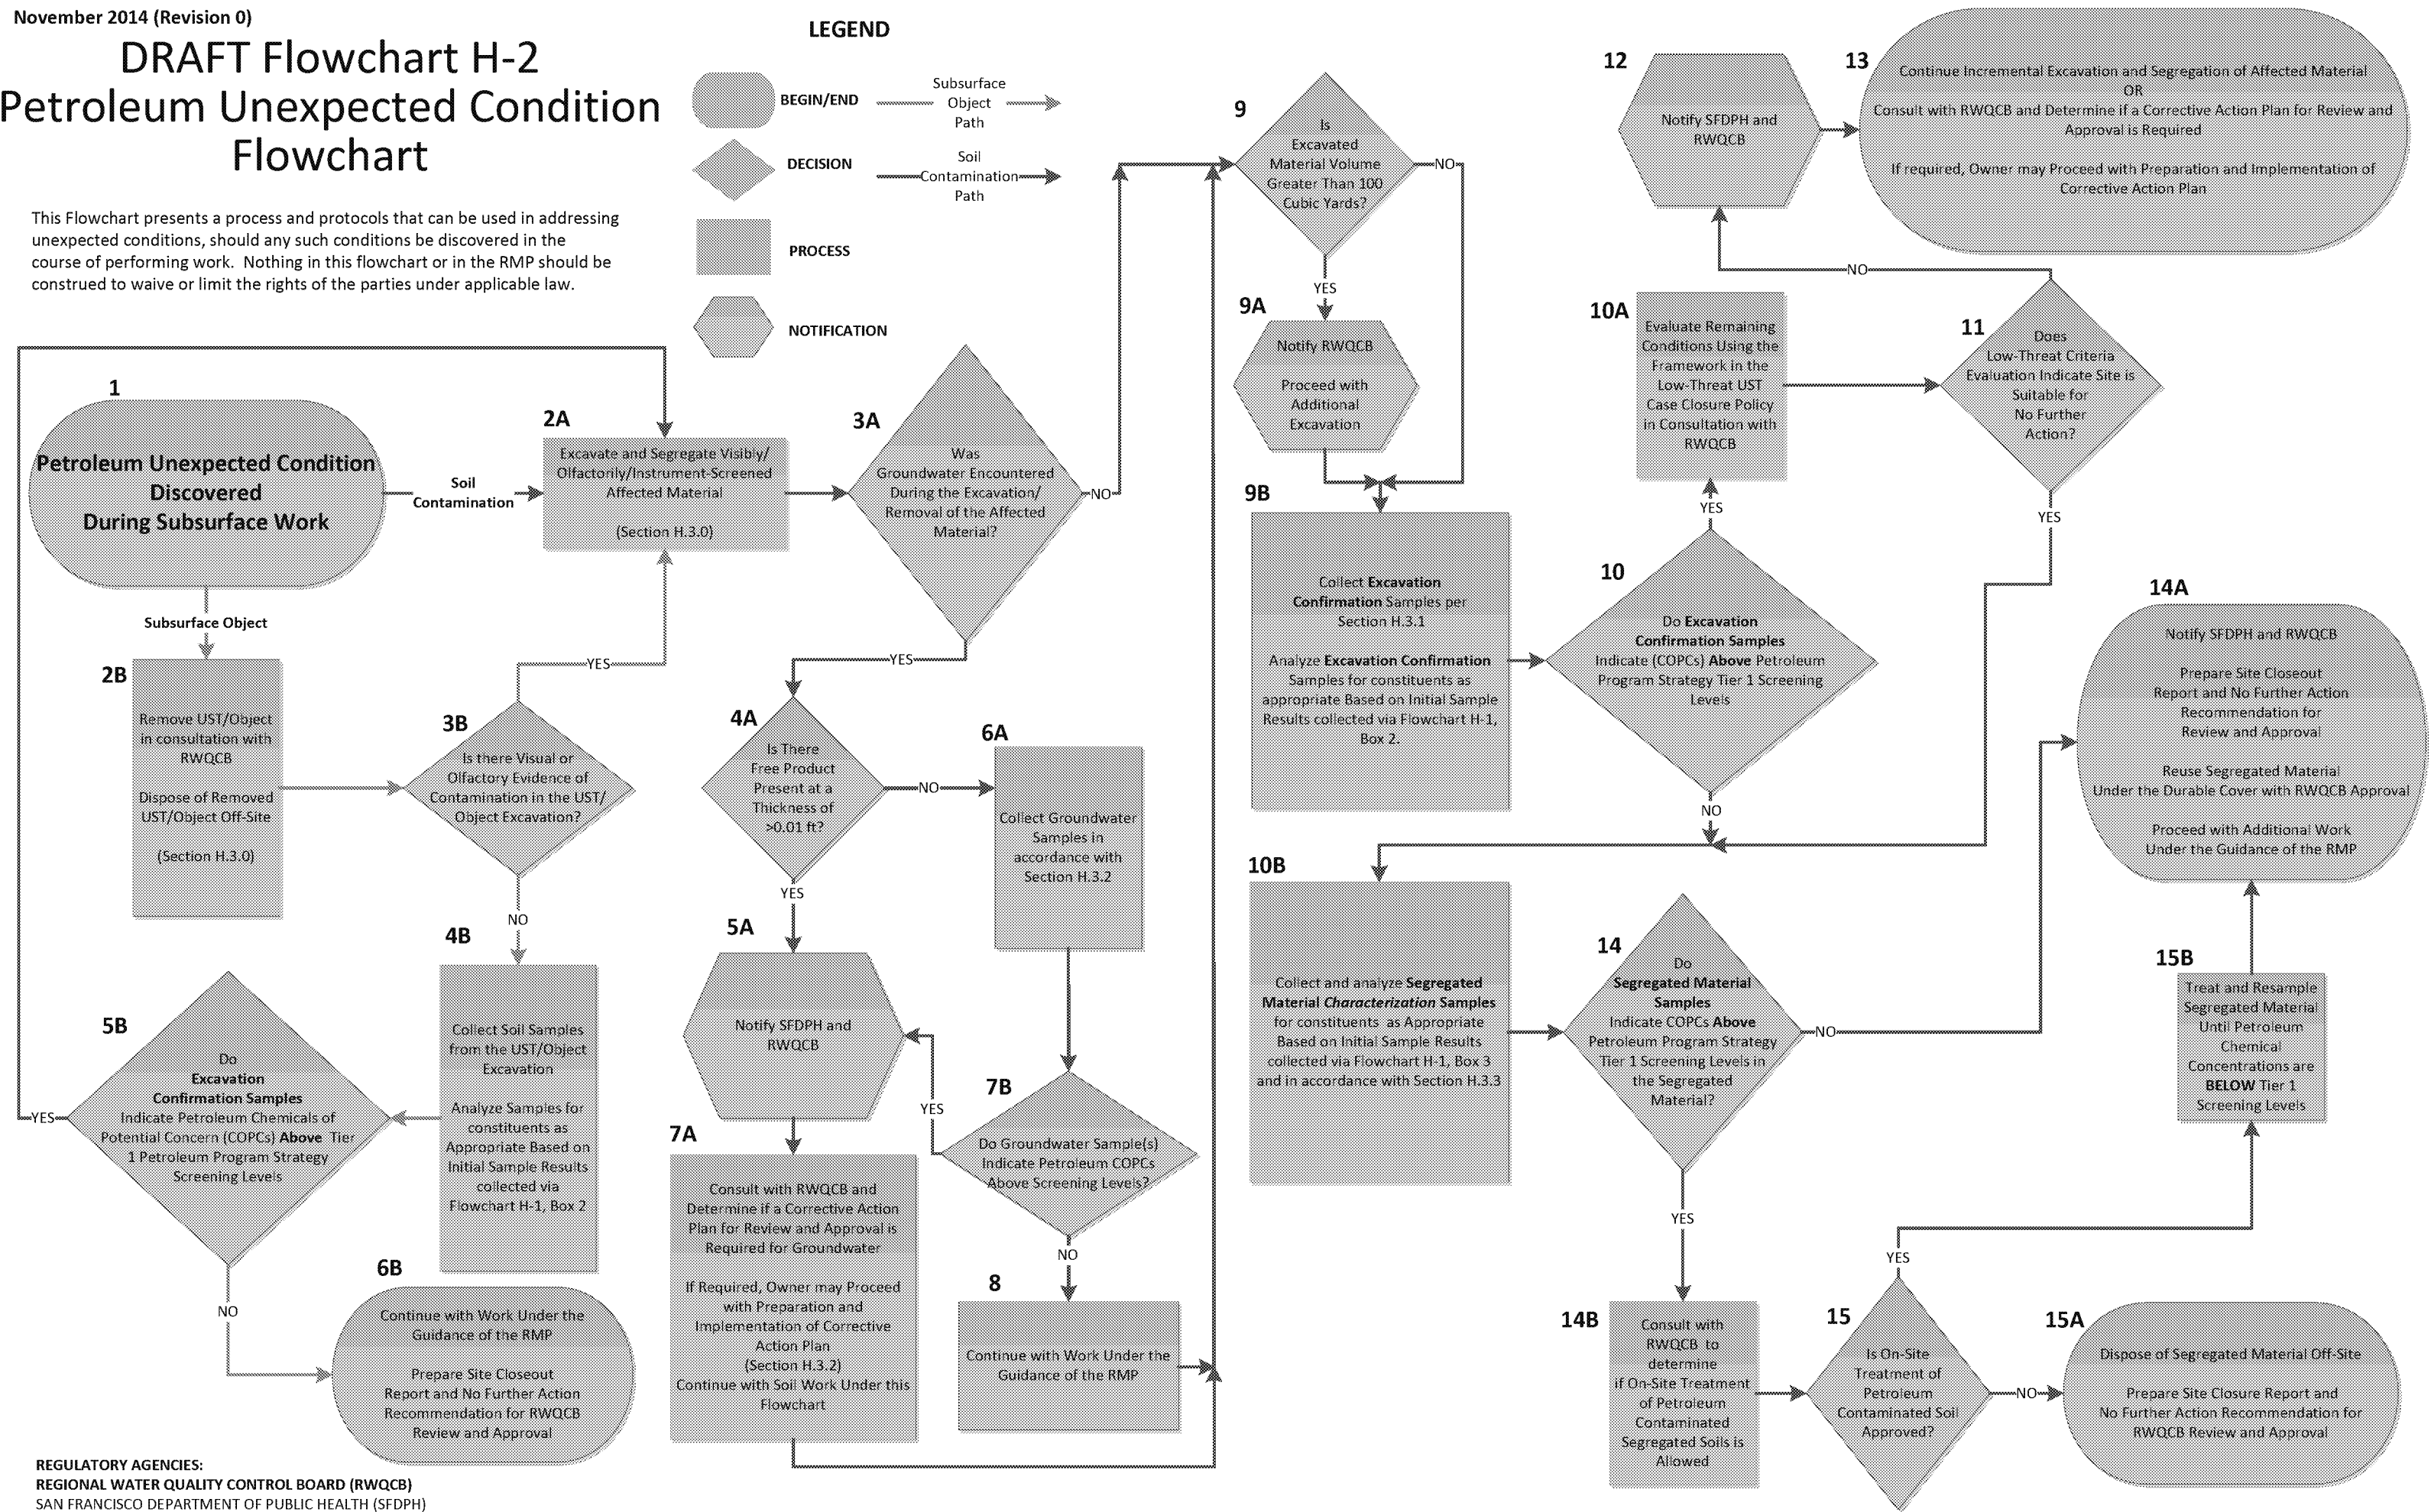 November 2014 (Revision 0)
DRAFT Flowchart H-2
Petroleum Unexpected Condition
Flowchart
This Flowchart presents a process and protocols that can be used in addressing
unexpected conditions, should any such conditions be discovered in the
course of performing work.  Nothing in this flowchart or in the RMP should be
construed to waive or limit the rights of the parties under applicable law.
LEGEND
BEGIN/END
Subsurface
Object
Path
DECISION
Soil
Contamination
Path
PROCESS
NOTIFICATION
1
Petroleum Unexpected Condition
Discovered
During Subsurface Work
Soil
Contamination
Subsurface Object
2A
Excavate and Segregate Visibly/
Olfactorily/Instrument-Screened
Affected Material
(Section H.3.0)
3A
Was
Groundwater Encountered
During the Excavation/
Removal of the Affected
Material?
NO
YES
2B
Remove UST/Object
in consultation with
RWQCB
Dispose of Removed
UST/Object Off-Site
(Section H.3.0)
3B
Is there Visual or
Olfactory Evidence of
Contamination in the UST/
Object Excavation?
YES
NO
4B
Collect Soil Samples
from the UST/Object
Excavation
Analyze Samples for
constituents as
Appropriate Based on
Initial Sample Results
collected via
Flowchart H-1, Box 2
5B
Do
Excavation
Confirmation Samples
Indicate Petroleum Chemicals of
Potential Concern (COPCs) Above Tier
1 Petroleum Program Strategy
Screening Levels
YES
NO
6B
Continue with Work Under the
Guidance of the RMP
Prepare Site Closeout
Report and No Further Action
Recommendation for RWQCB
Review and Approval
4A
Is There
Free Product
Present at a
Thickness of
>0.01 ft?
NO
YES
6A
Collect Groundwater
Samples in
accordance with
Section H.3.2
5A
Notify SFDPH and
RWQCB
7B
Do Groundwater Sample(s)
Indicate Petroleum COPCs
Above Screening Levels?
YES
NO
7A
Consult with RWQCB and
Determine if a Corrective Action
Plan for Review and Approval is
Required for Groundwater
If Required, Owner may Proceed
with Preparation and
Implementation of Corrective
Action Plan
(Section H.3.2)
Continue with Soil Work Under this
Flowchart
8
Continue with Work Under the
Guidance of the RMP
9
Is
Excavated
Material Volume
Greater Than 100
Cubic Yards?
NO
YES
9A
Notify RWQCB
Proceed with
Additional
Excavation
9B
Collect Excavation
Confirmation Samples per
Section H.3.1
Analyze Excavation Confirmation
Samples for constituents as
appropriate Based on Initial Sample
Results collected via Flowchart H-1,
Box 2.
10
Do Excavation
Confirmation Samples
Indicate (COPCs) Above Petroleum
Program Strategy Tier 1 Screening
Levels
YES
NO
10A
Evaluate Remaining
Conditions Using the
Framework in the
Low-Threat UST
Case Closure Policy
in Consultation with
RWQCB
11
Does
Low-Threat Criteria
Evaluation Indicate Site is
Suitable for
No Further
Action?
NO
YES
12
Notify SFDPH and
RWQCB
13
Continue Incremental Excavation and Segregation of Affected Material
OR
Consult with RWQCB and Determine if a Corrective Action Plan for Review and
Approval is Required
If required, Owner may Proceed with Preparation and Implementation of
Corrective Action Plan
10B
Collect and analyze Segregated
Material Characterization Samples
for constituents  as Appropriate
Based on Initial Sample Results
collected via Flowchart H-1, Box 3
and in accordance with Section H.3.3
14
Do
Segregated Material
Samples
Indicate COPCs Above
Petroleum Program Strategy
Tier 1 Screening Levels in
the Segregated
Material?
NO
YES
14A
Notify SFDPH and RWQCB
Prepare Site Closeout
Report and No Further Action
Recommendation for
Review and Approval
Reuse Segregated Material
Under the Durable Cover with RWQCB Approval
Proceed with Additional Work
Under the Guidance of the RMP
15B
Treat and Resample
Segregated Material
Until Petroleum
Chemical
Concentrations are
BELOW Tier 1
Screening Levels
14B
Consult with
RWQCB  to
determine
if On-Site Treatment
of Petroleum
Contaminated
Segregated Soils is
Allowed
15
Is On-Site
Treatment of
Petroleum
Contaminated Soil
Approved?
YES
NO
15A
Dispose of Segregated Material Off-Site
Prepare Site Closure Report and
No Further Action Recommendation for
RWQCB Review and Approval
REGULATORY AGENCIES:
REGIONAL WATER QUALITY CONTROL BOARD (RWQCB)
SAN FRANCISCO DEPARTMENT OF PUBLIC HEALTH (SFDPH)